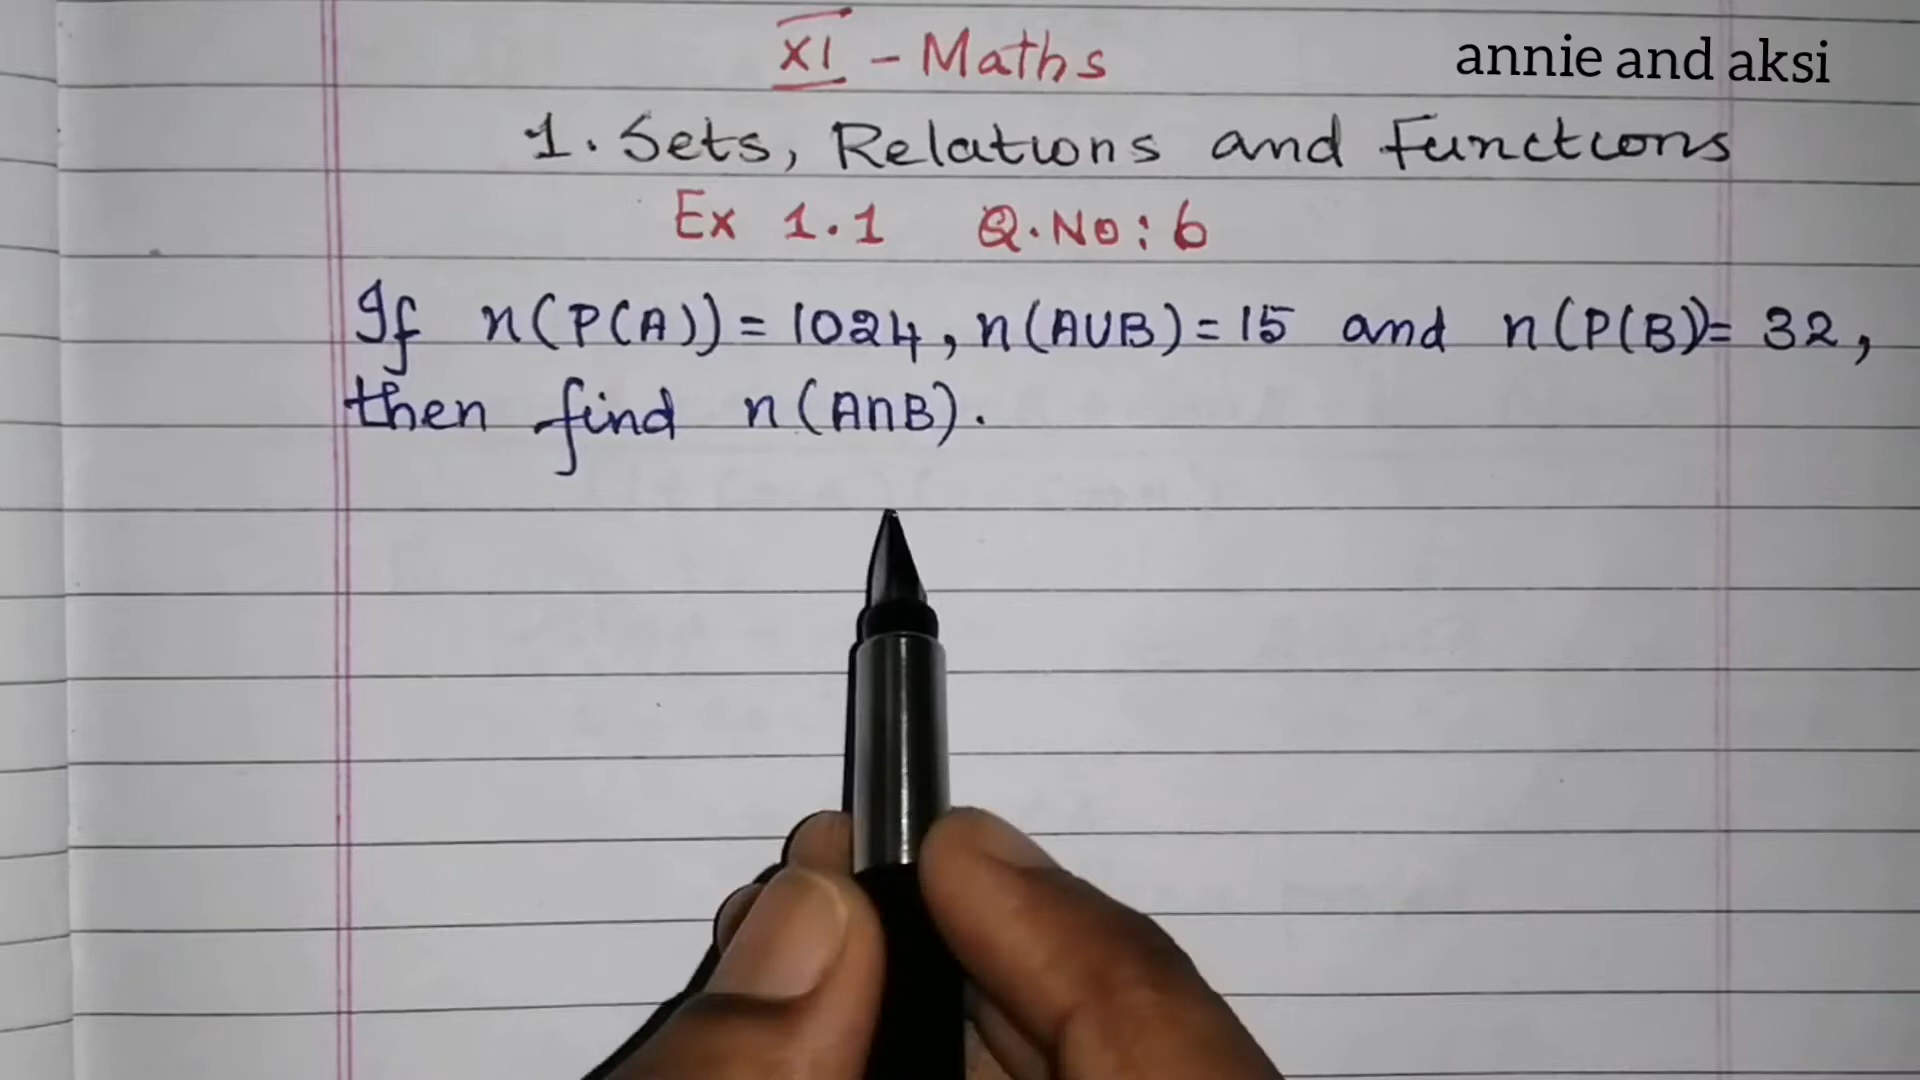 XI - Maths
annie and aksi
1. Sets, Relations and Functions
Ex 1.1 Q.No: 6
If n(P(A)) = 1024, n(A∪B) = 15 and n(P(B)) = 32,
then find n(A∩B).